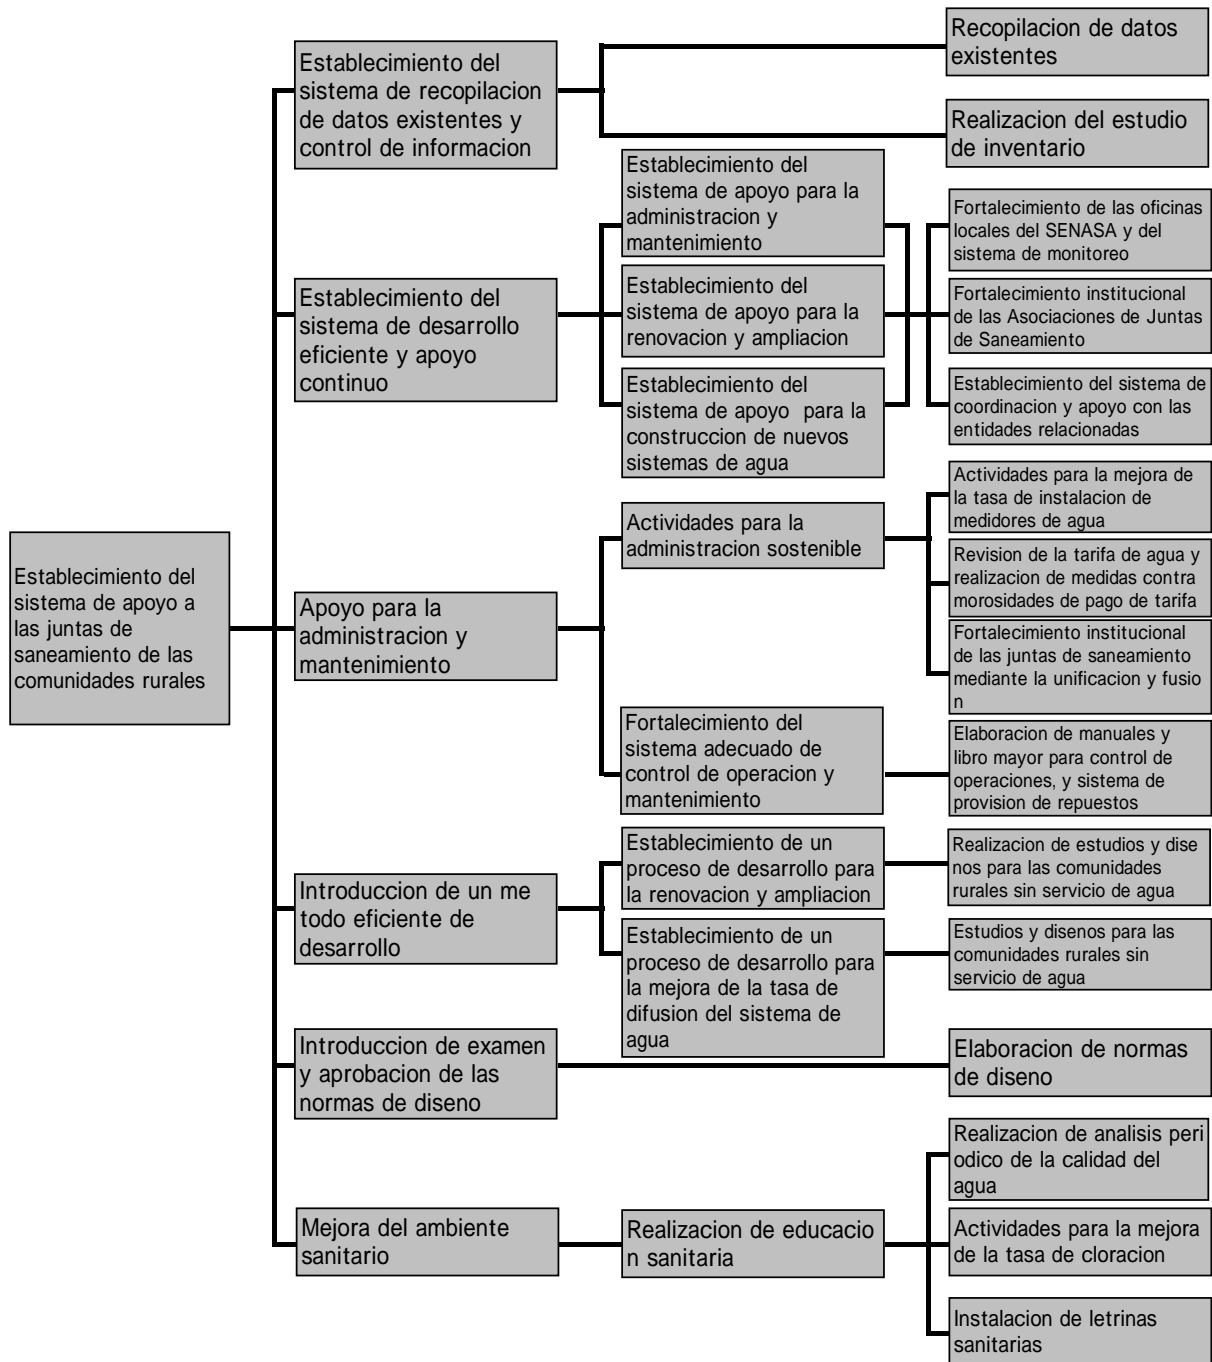 Establecimiento del
sistema de apoyo a
las juntas de
saneamiento de las
comunidades rurales
Establecimiento del
sistema de recopilacion
de datos existentes y
control de informacion
Recopilacion de datos
existentes
Realizacion del estudio
de inventario
Establecimiento del
sistema de desarrollo
eficiente y apoyo
continuo
Establecimiento del
sistema de apoyo para la
administracion y
mantenimiento
Establecimiento del
sistema de apoyo para la
renovacion y ampliacion
Establecimiento del
sistema de apoyo  para la
construccion de nuevos
sistemas de agua
Fortalecimiento de las oficinas
locales del SENASA y del
sistema de monitoreo
Fortalecimiento institucional
de las Asociaciones de Juntas
de Saneamiento
Establecimiento del sistema de
coordinacion y apoyo con las
entidades relacionadas
Apoyo para la
administracion y
mantenimiento
Actividades para la
administracion sostenible
Actividades para la mejora de
la tasa de instalacion de
medidores de agua
Revision de la tarifa de agua y
realizacion de medidas contra
morosidades de pago de tarifa
Fortalecimiento institucional
de las juntas de saneamiento
mediante la unificacion y fusio
n
Fortalecimiento del
sistema adecuado de
control de operacion y
mantenimiento
Elaboracion de manuales y
libro mayor para control de
operaciones, y sistema de
provision de repuestos
Introduccion de un me
todo eficiente de
desarrollo
Establecimiento de un
proceso de desarrollo para
la renovacion y ampliacion
Realizacion de estudios y dise
nos para las comunidades
rurales sin servicio de agua
Establecimiento de un
proceso de desarrollo para
la mejora de la tasa de
difusion del sistema de
agua
Estudios y disenos para las
comunidades rurales sin
servicio de agua
Introduccion de examen
y aprobacion de las
normas de diseno
Elaboracion de normas
de diseno
Mejora del ambiente
sanitario
Realizacion de educacio
n sanitaria
Realizacion de analisis peri
odico de la calidad del
agua
Actividades para la mejora
de la tasa de cloracion
Instalacion de letrinas
sanitarias